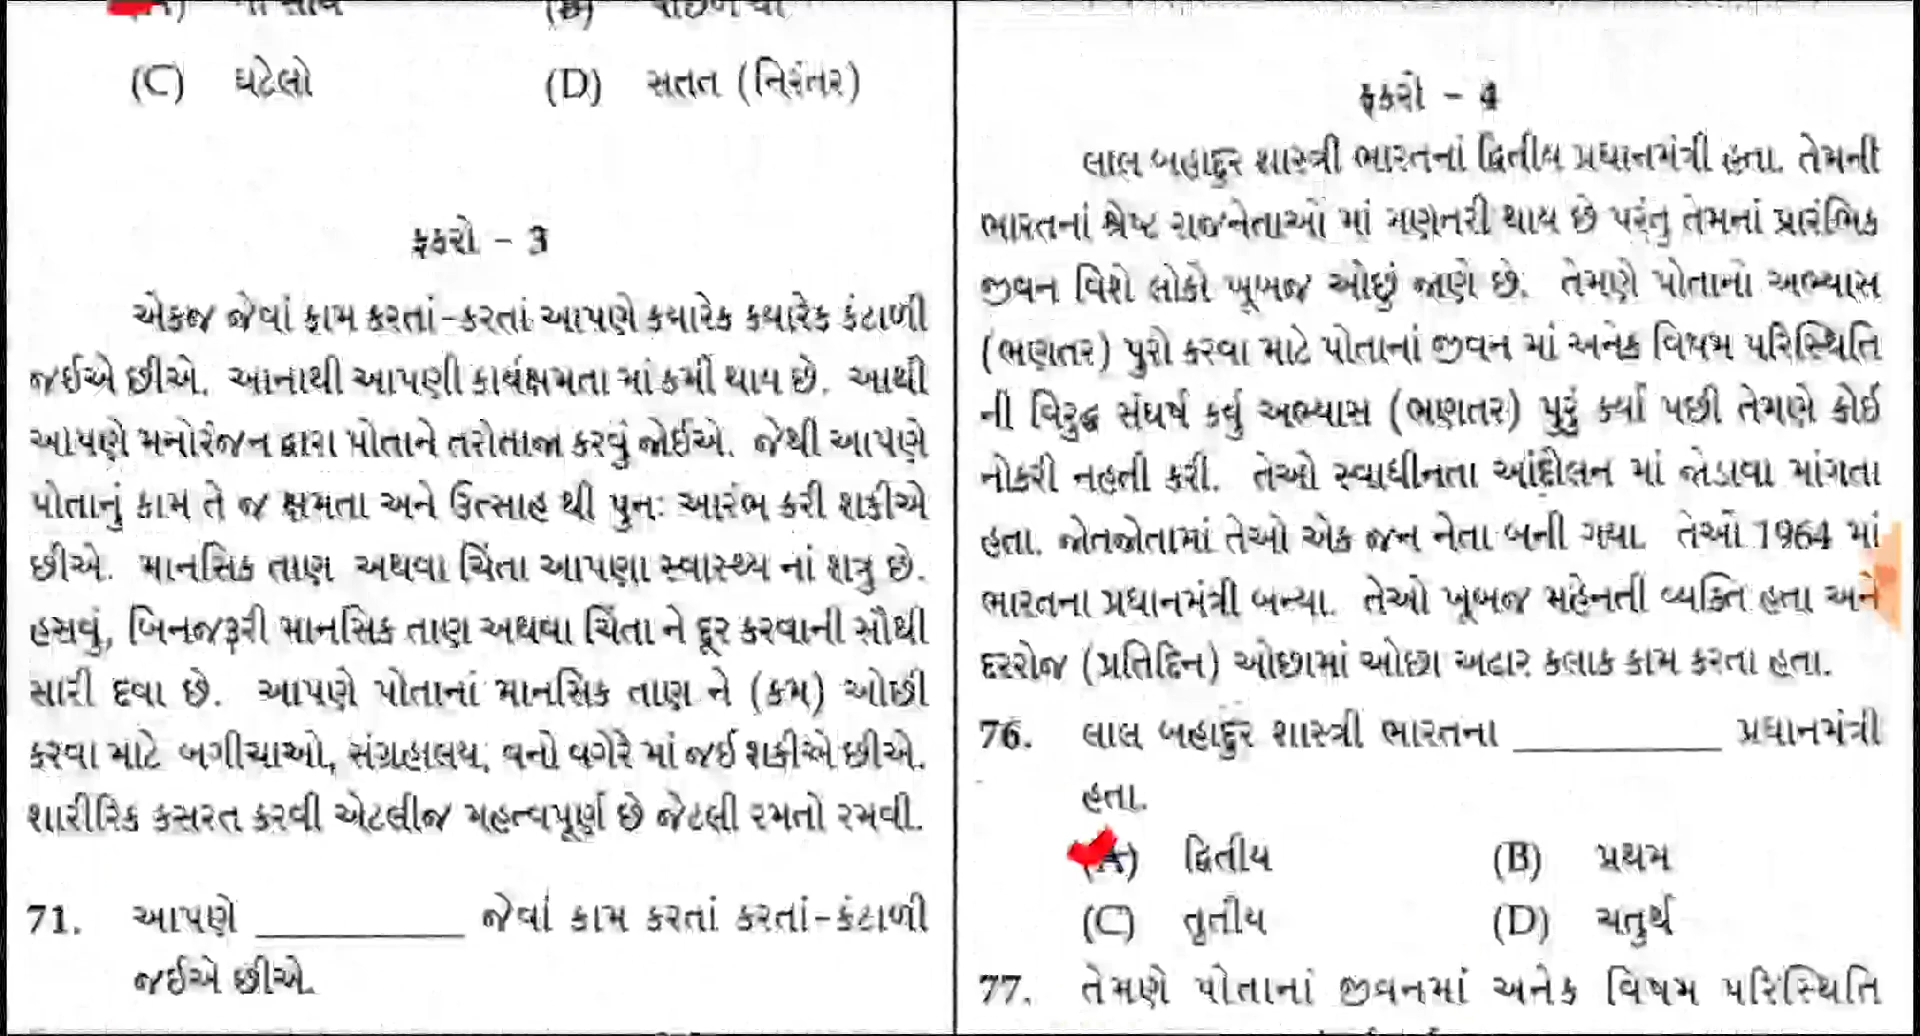 (C) ઘટેલો (D) સતત (નિરંતર)
ફકરો - 3
એકજ જેવાં કામ કરતાં-કરતાં આપણે કયારેક કયારેક કંટાળી
જઈએ છીએ. આનાથી આપણી કાર્યક્ષમતા માં કમી થાય છે. આથી
આપણે મનોરંજન દ્વારા પોતાને તરોતાજા કરવું જોઈએ. જેથી આપણે
પોતાનું કામ તે જ ક્ષમતા અને ઉત્સાહ થી પુનઃ આરંભ કરી શકીએ
છીએ. માનસિક તાણ અથવા ચિંતા આપણા સ્વાસ્થ્ય નાં શત્રુ છે.
હસવું, બિનજરૂરી માનસિક તાણ અથવા ચિંતા ને દૂર કરવાની સૌથી
સારી દવા છે. આપણે પોતાનાં માનસિક તાણ ને (કમ) ઓછી
કરવા માટે બગીચાઓ, સંગ્રહાલય, વનો વગેરે માં જઈ શકીએ છીએ.
શારીરિક કસરત કરવી એટલીજ મહત્વપૂર્ણ છે જેટલી રમતો રમવી.
71. આપણે ________ જેવાં કામ કરતાં કરતાં-કંટાળી
જઈએ છીએ.
ફકરો - 4
લાલ બહાદુર શાસ્ત્રી ભારતનાં દ્વિતીય પ્રધાનમંત્રી હતા. તેમની
ભારતનાં શ્રેષ્ટ રાજનેતાઓ માં ગણતરી થાય છે પરંતુ તેમનાં પ્રારંભિક
જીવન વિશે લોકો ખૂબજ ઓછું જાણે છે. તેમણે પોતાનો અભ્યાસ
(ભણતર) પુરો કરવા માટે પોતાનાં જીવન માં અનેક વિષમ પરિસ્થિતિ
ની વિરુદ્ધ સંઘર્ષ કર્યુ અભ્યાસ (ભણતર) પુરું કર્યા પછી તેમણે કોઈ
નોકરી નહતી કરી. તેઓ સ્વાધીનતા આંદોલન માં જોડાવા માંગતા
હતા. જોતજોતામાં તેઓ એક જન નેતા બની ગયા. તેઓ 1964 માં
ભારતના પ્રધાનમંત્રી બન્યા. તેઓ ખૂબજ મહેનતી વ્યક્તિ હતા અને
દરરોજ (પ્રતિદિન) ઓછામાં ઓછા અઢાર કલાક કામ કરતા હતા.
76. લાલ બહાદુર શાસ્ત્રી ભારતના ________ પ્રધાનમંત્રી
હતા.
(A) દ્વિતીય (B) પ્રથમ
(C) તૃતીય (D) ચતુર્થ
77. તેમણે પોતાનાં જીવનમાં અનેક વિષમ પરિસ્થિતિ